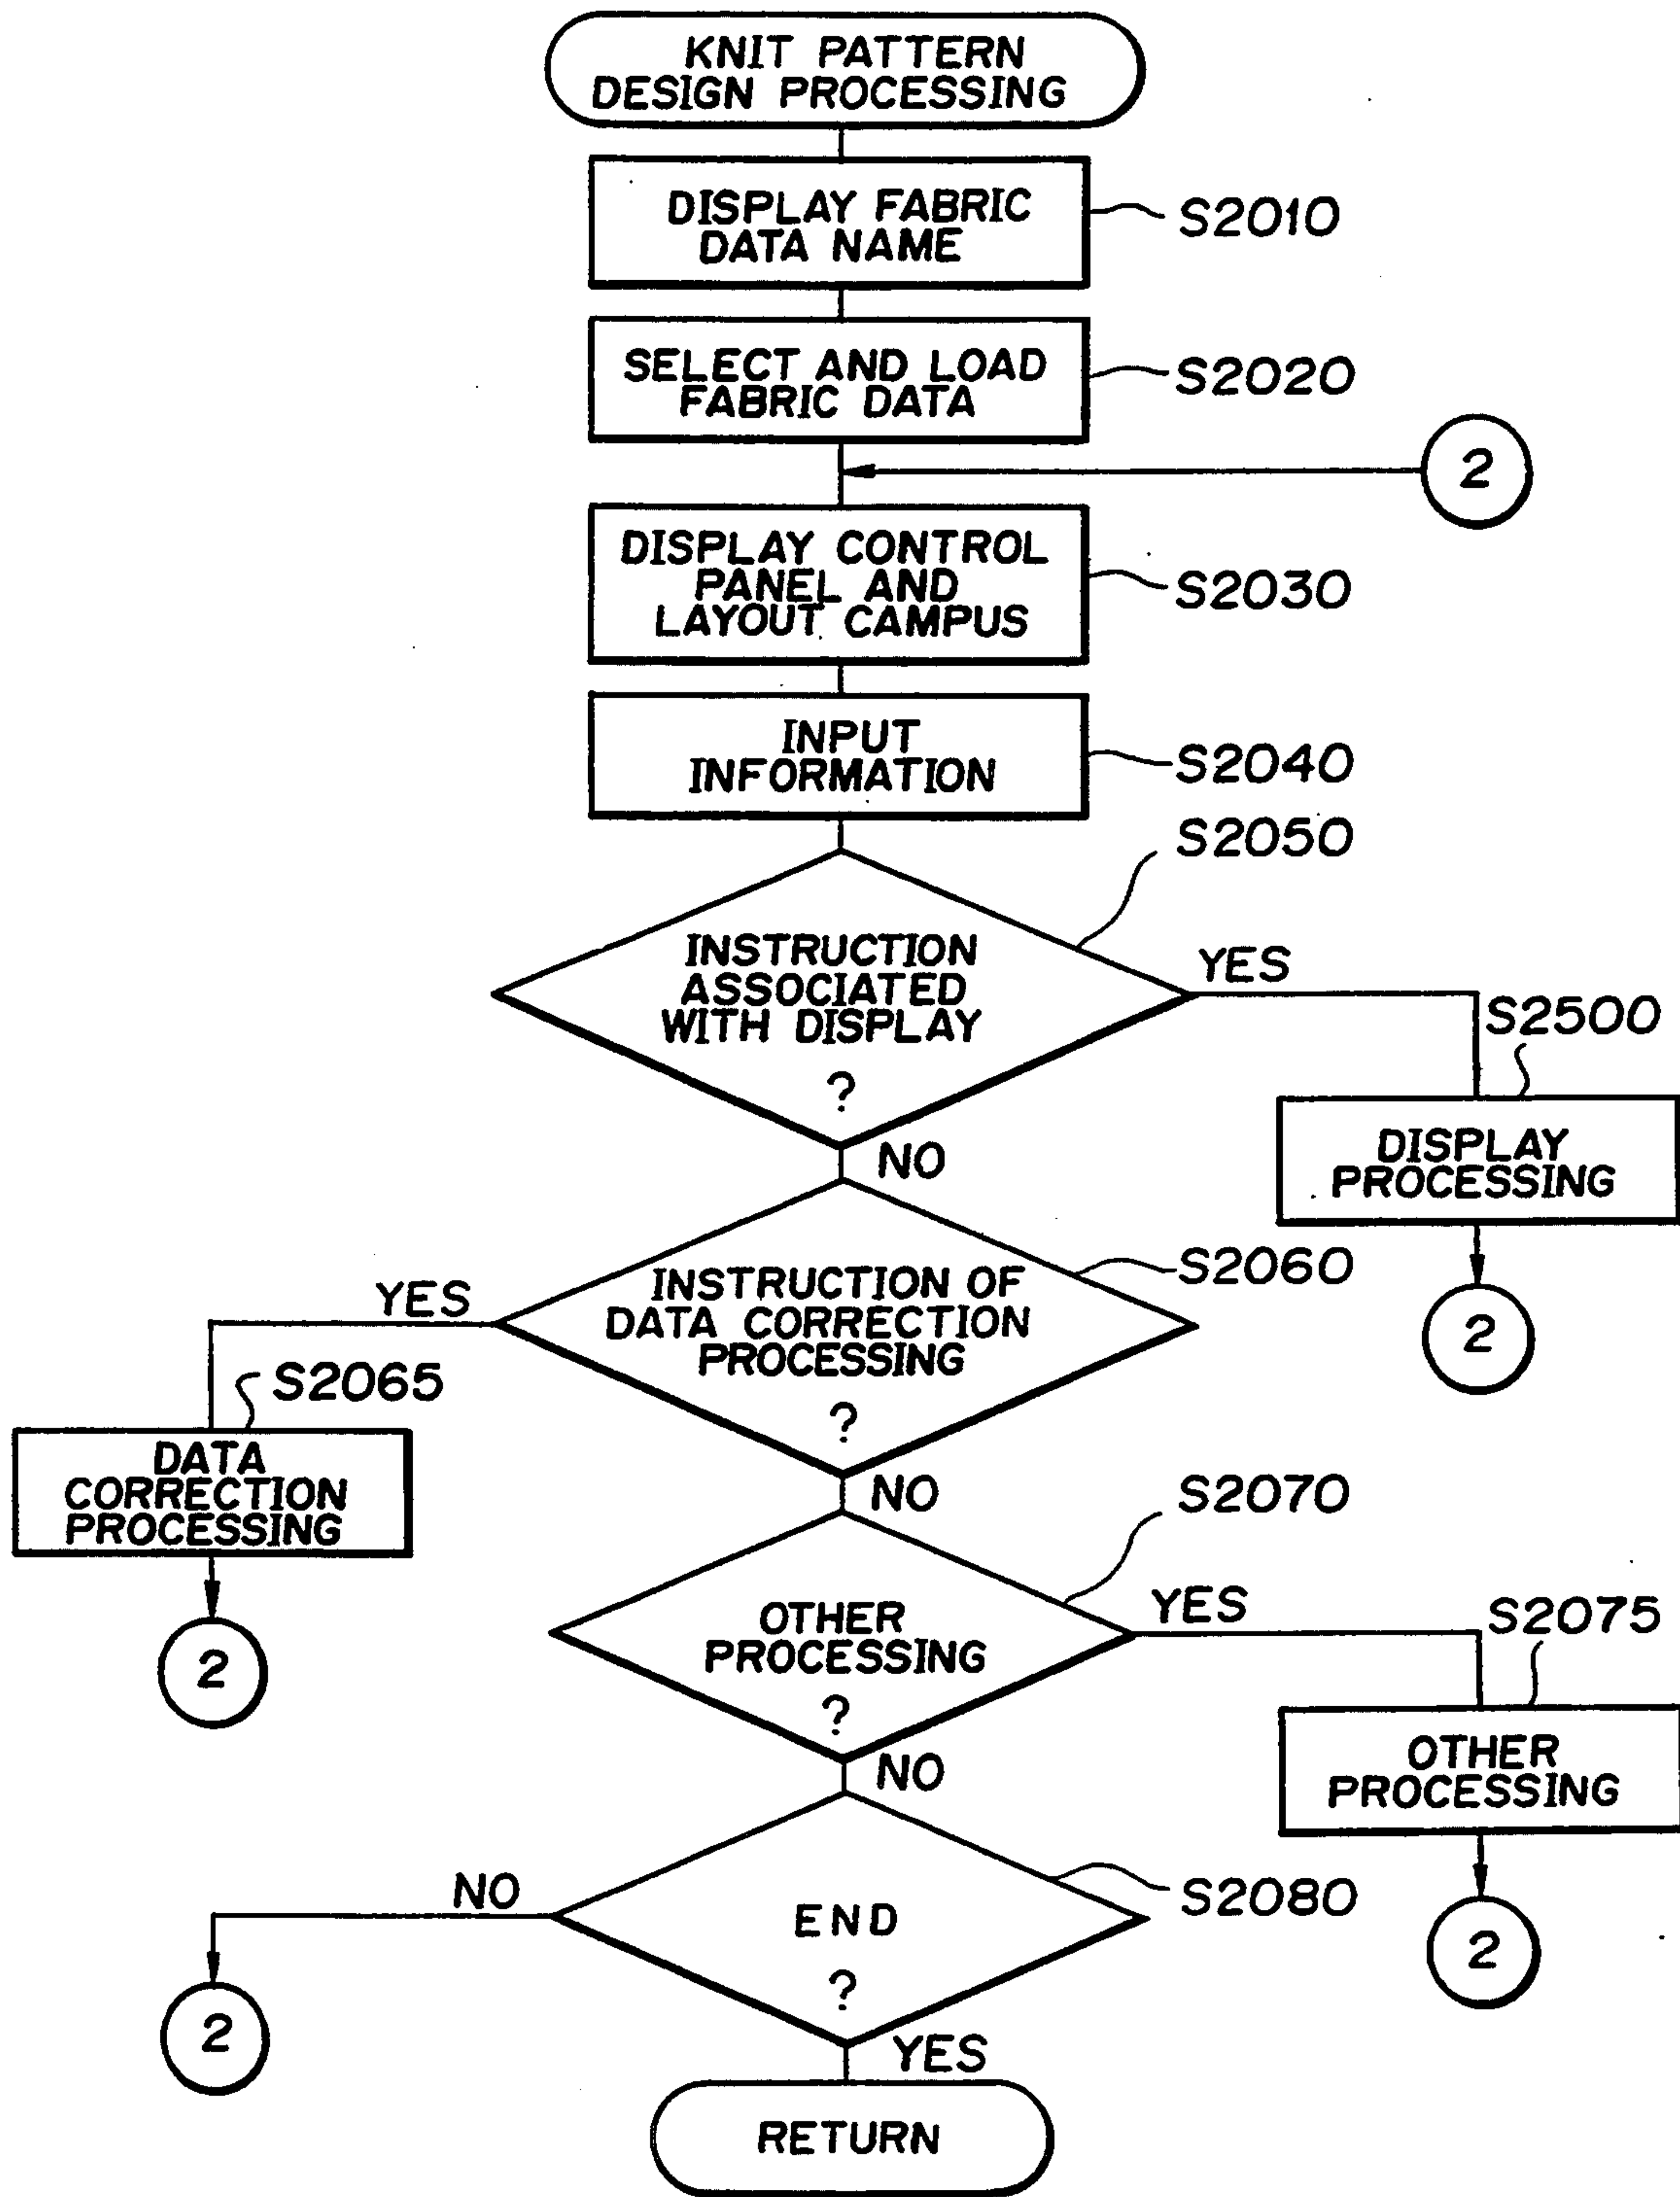 KNIT PATTERN
DESIGN PROCESSING
DISPLAY FABRIC
DATA NAME
S2010
SELECT AND LOAD
FABRIC DATA
S2020
2
DISPLAY CONTROL
PANEL AND
LAYOUT CAMPUS
S2030
INPUT
INFORMATION
S2040
S2050
INSTRUCTION
ASSOCIATED
WITH DISPLAY
?
YES
S2500
DISPLAY
PROCESSING
2
NO
S2060
INSTRUCTION OF
DATA CORRECTION
PROCESSING
?
YES
S2065
DATA
CORRECTION
PROCESSING
2
NO
S2070
OTHER
PROCESSING
?
YES
S2075
OTHER
PROCESSING
2
NO
S2080
END
?
NO
2
YES
RETURN